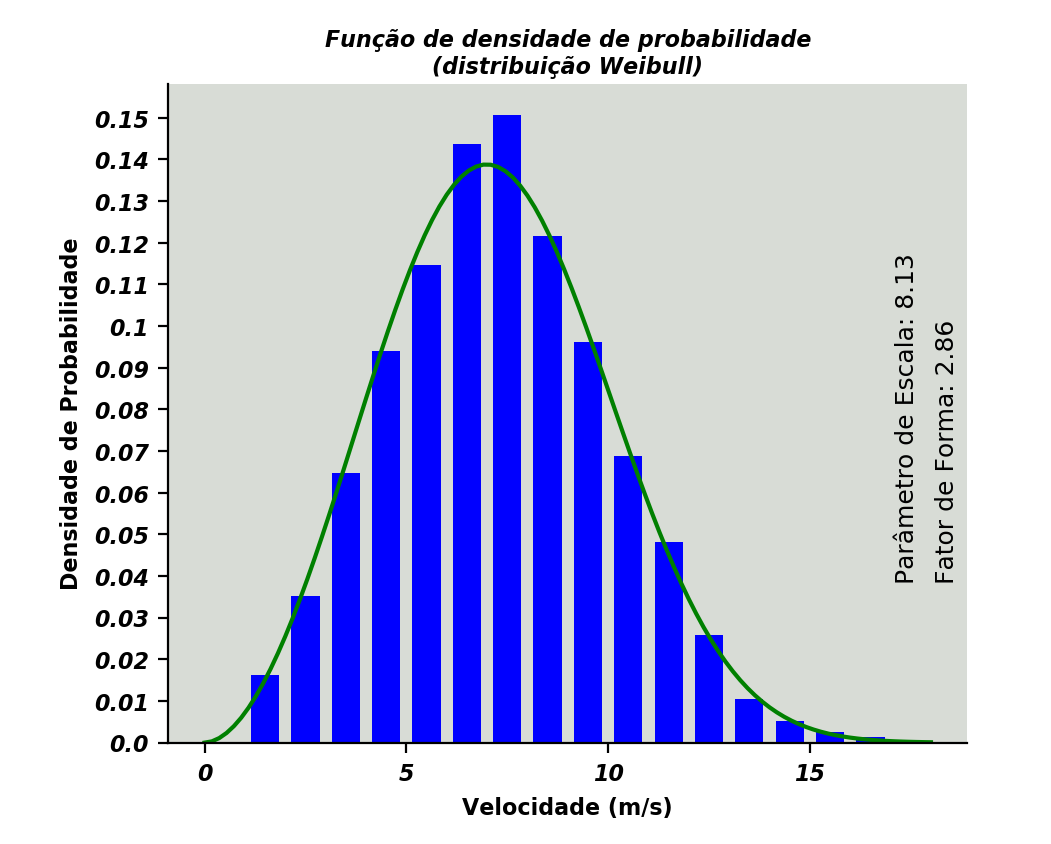 Função de densidade de probabilidade
(distribuição Weibull)
Densidade de Probabilidade
0.15
0.14
0.13
0.12
0.11
0.1
0.09
0.08
0.07
0.06
0.05
0.04
0.03
0.02
0.01
0.0
Parâmetro de Escala: 8.13
Fator de Forma: 2.86
0 5 10 15
Velocidade (m/s)